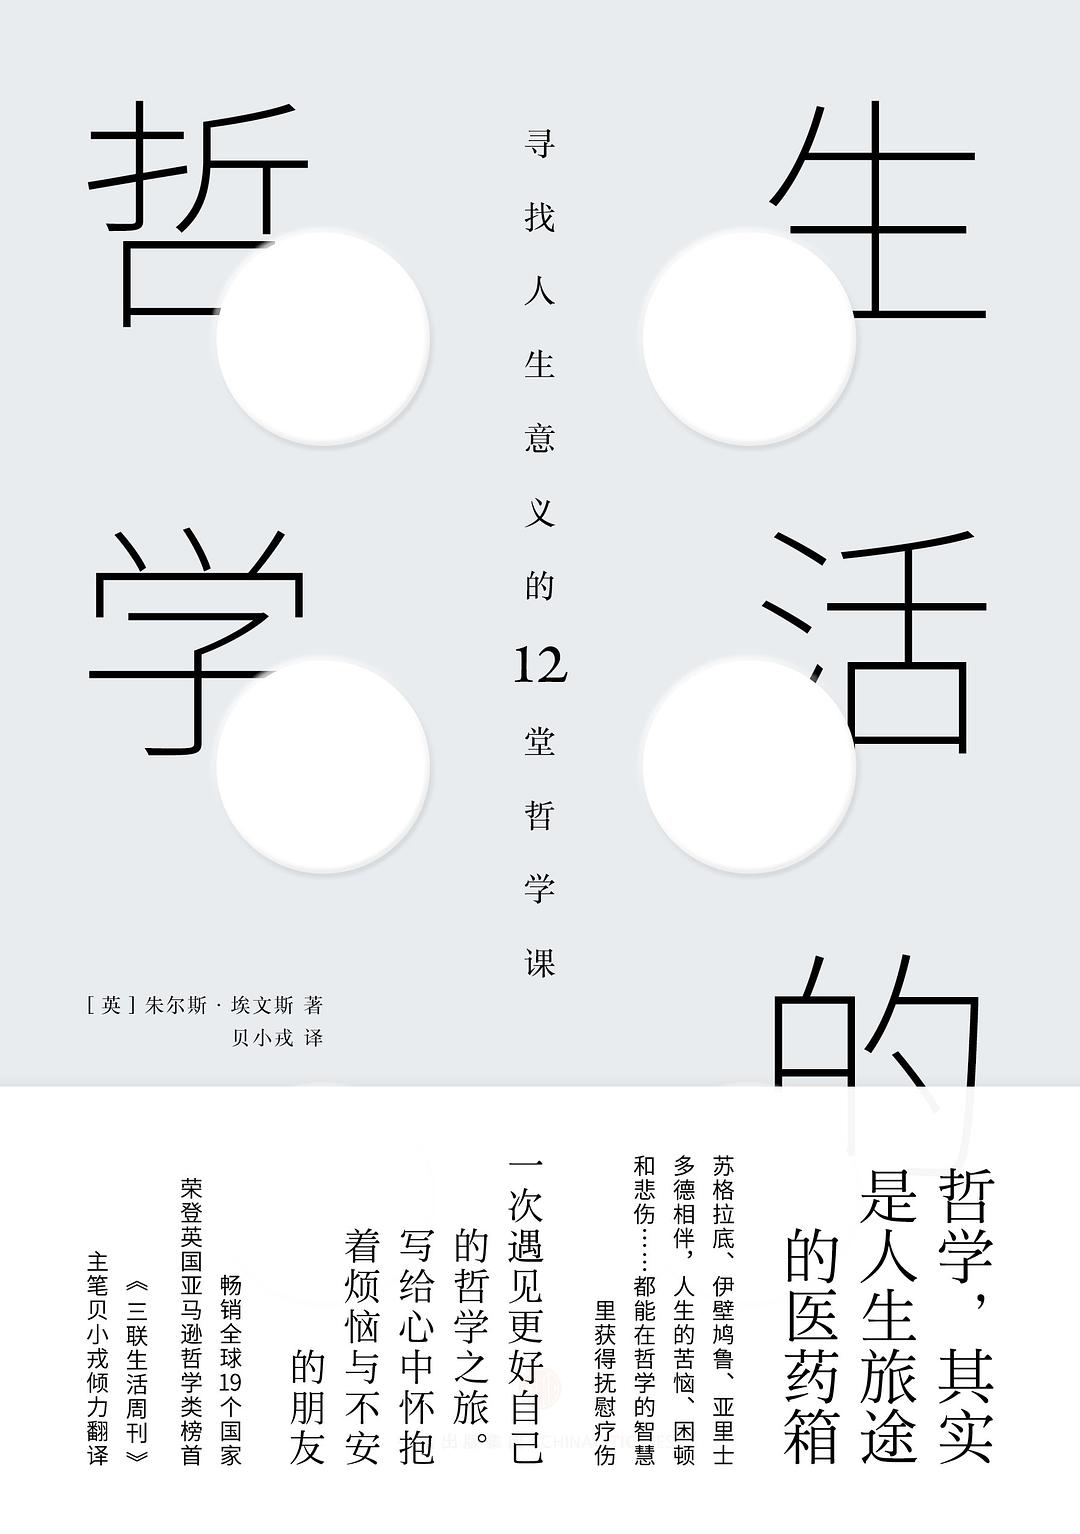 生活的
哲学
寻找人生意义的12堂哲学课
[英]朱尔斯·埃文斯 著
贝小戎 译
哲学，其实
是人生旅途
的医药箱
苏格拉底、伊壁鸠鲁、亚里士
多德相伴，人生的苦恼、困顿
和悲伤……都能在哲学的智慧
里获得抚慰疗伤
一次遇见更好自己
的哲学之旅。
写给心中怀抱
着烦恼与不安
的朋友
畅销全球19个国家
荣登英国亚马逊哲学类榜首
《三联生活周刊》
主笔贝小戎倾力翻译